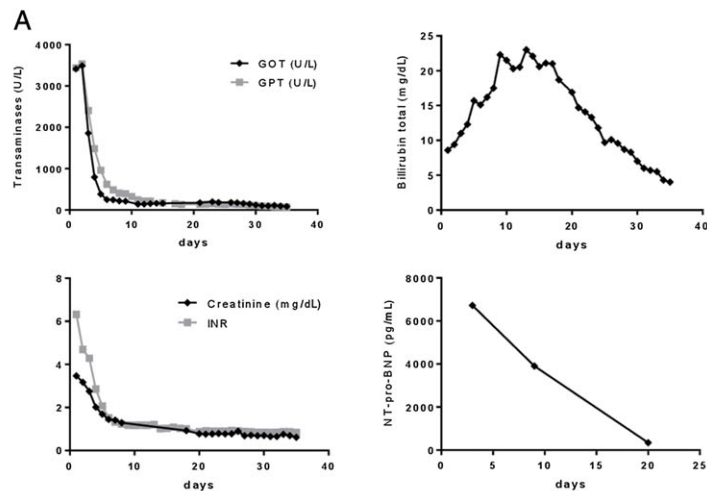 A
Transaminases (U/L)
4000
3000
2000
1000
0
GOT (U/L)
GPT (U/L)
0 10 20 30 40
days
Billirubin total (mg/dL)
25
20
15
10
5
0
0 10 20 30 40
days
8
6
4
2
0
Creatinine (mg/dL)
INR
0 10 20 30 40
days
NT-pro-BNP (pg/mL)
8000
6000
4000
2000
0
0 5 10 15 20 25
days